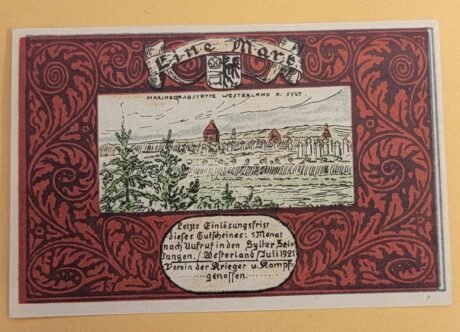 Eine Mark
MARINEGRABSTÄTTE WESTERLAND A. SYLT.
Letzte Einlösungsfrist
dieses Gutscheines: 1 Monat
nach Aufruf in den Sylter Zei-
tungen. / Westerland / Juli 1921
Verein der Krieger u. Kampf-
genossen.